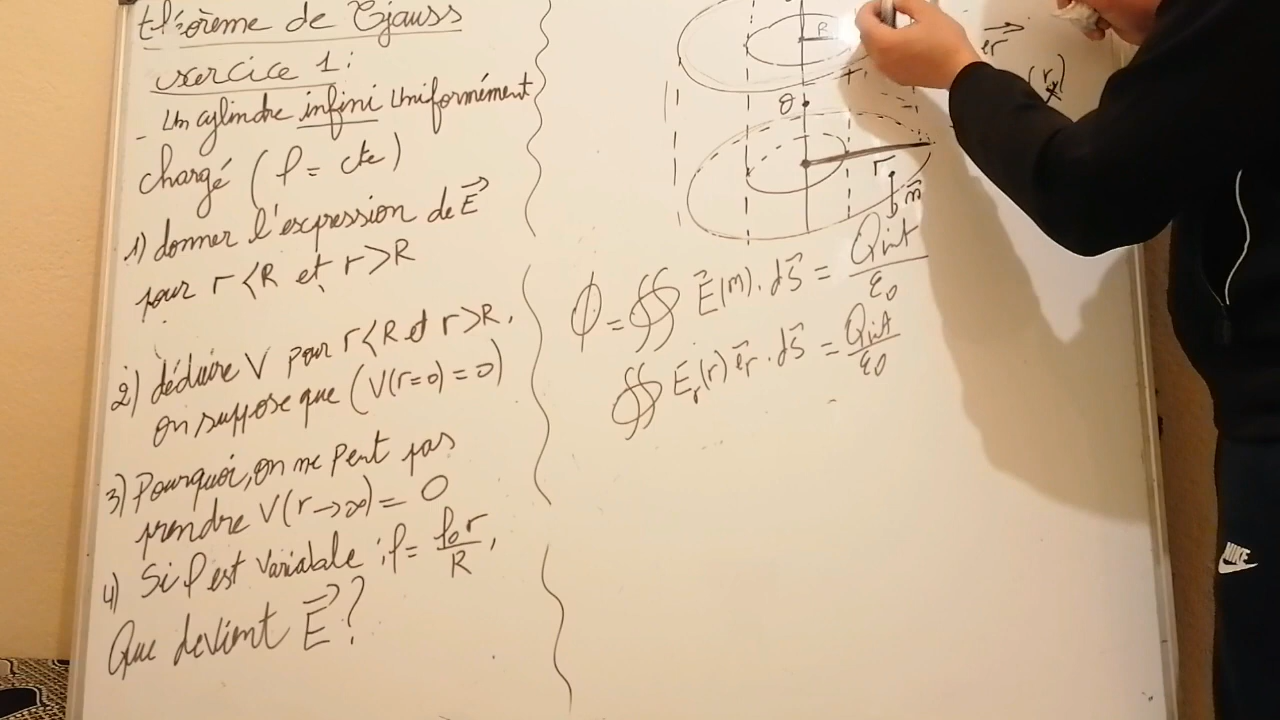 théorème de Gauss
exercice 1:
- Un cylindre infini Uniformément
chargé (ρ = cte)
1) donner l'expression de E⃗
pour r<R et r>R
2) déduire V pour r<R et r>R,
on suppose que (V(r=0) = 0)
3) Pourquoi, on ne peut pas
prendre V(r→∞) = 0
4) Si ρ est variable ; ρ = ρ₀r/R,
Que devient E⃗ ?
R
er⃗
O
r
n⃗
ϕ = ∯ E⃗(m). dS⃗ = Qint/ε₀
∯ Er(r) e⃗r . dS⃗ = Qint/ε₀
NIKE